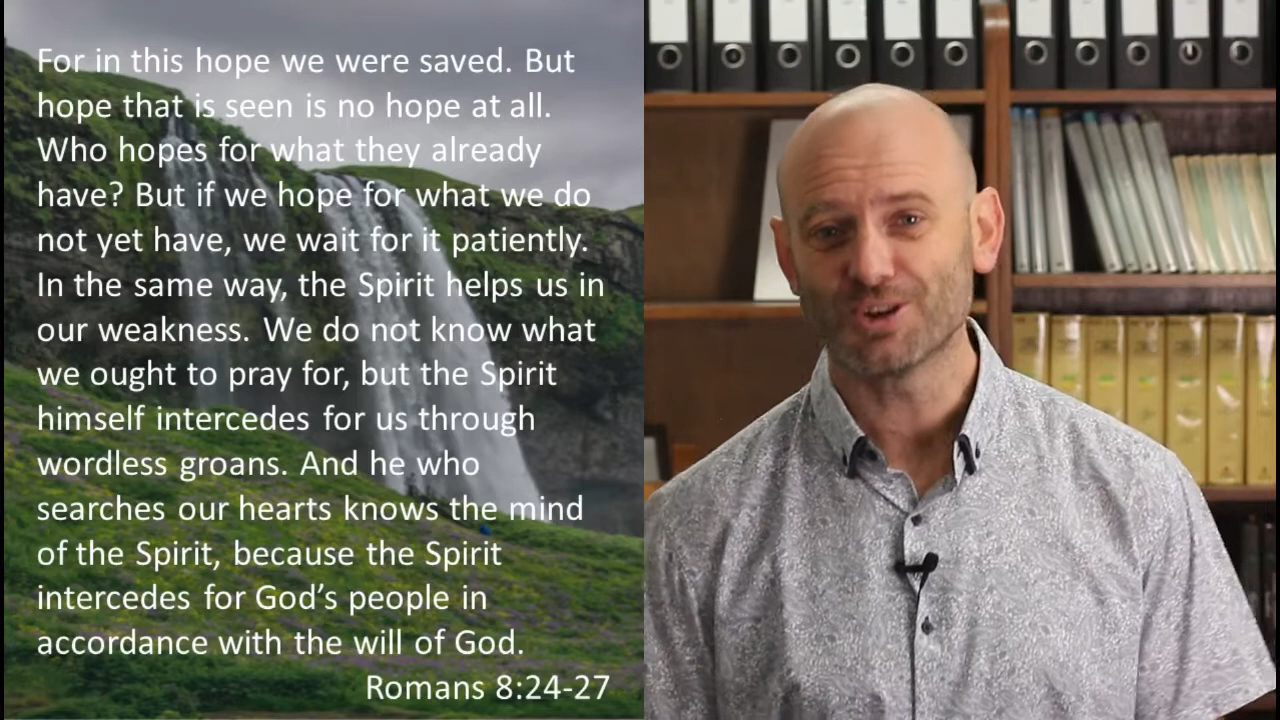 For in this hope we were saved. But
hope that is seen is no hope at all.
Who hopes for what they already
have? But if we hope for what we do
not yet have, we wait for it patiently.
In the same way, the Spirit helps us in
our weakness. We do not know what
we ought to pray for, but the Spirit
himself intercedes for us through
wordless groans. And he who
searches our hearts knows the mind
of the Spirit, because the Spirit
intercedes for God’s people in
accordance with the will of God.
Romans 8:24-27